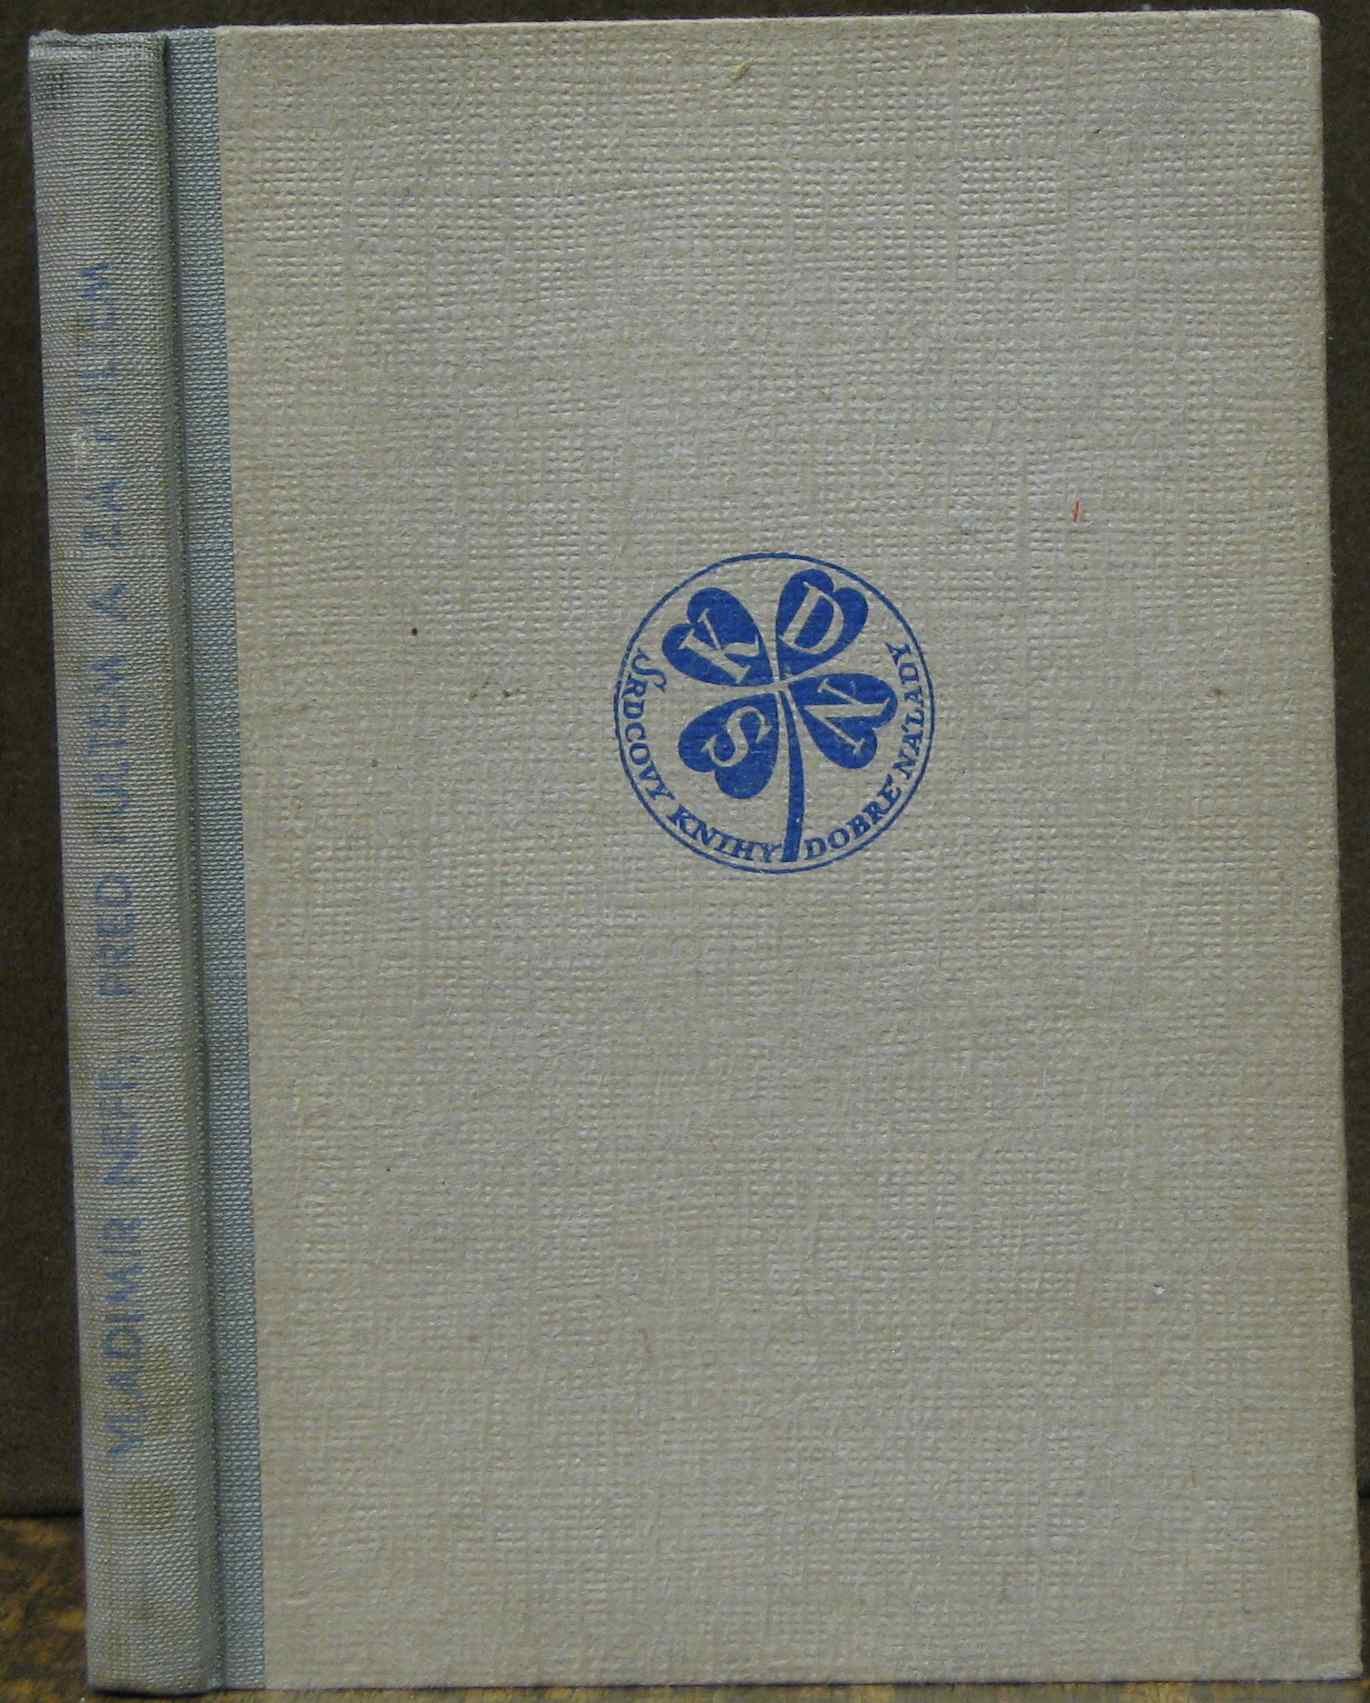 VLADIMÍR NEFF, PŘED PULTEM A ZA PULTEM
S K D N
SRDCOVY KNIHY DOBRÉ NÁLADY